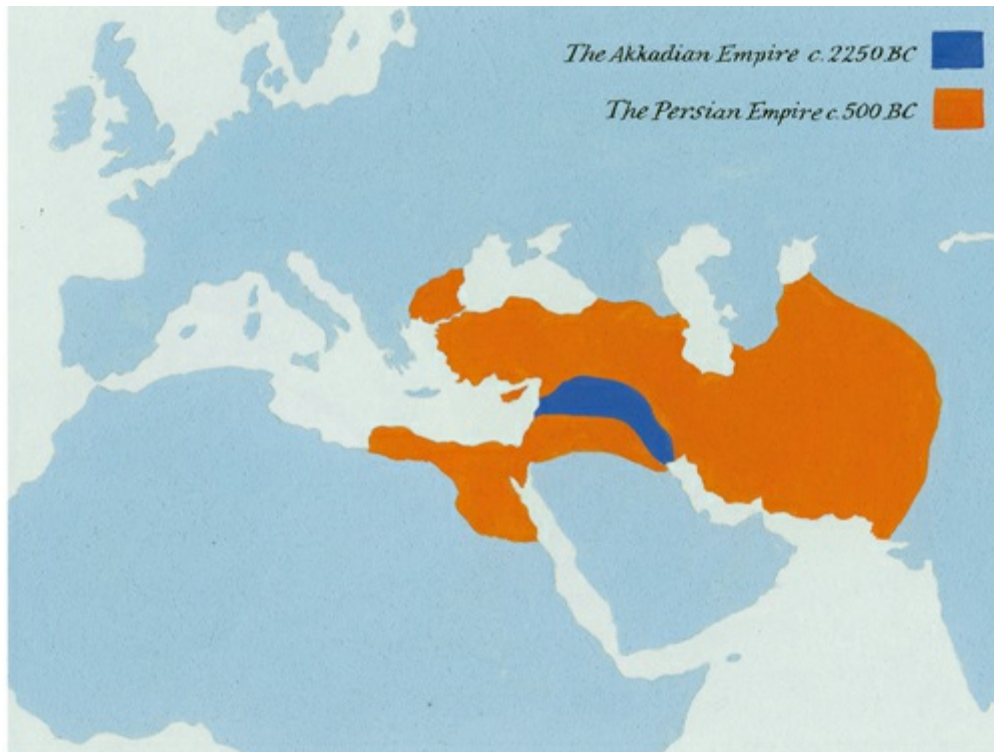 The Akkadian Empire c. 2250 BC
The Persian Empire c. 500 BC